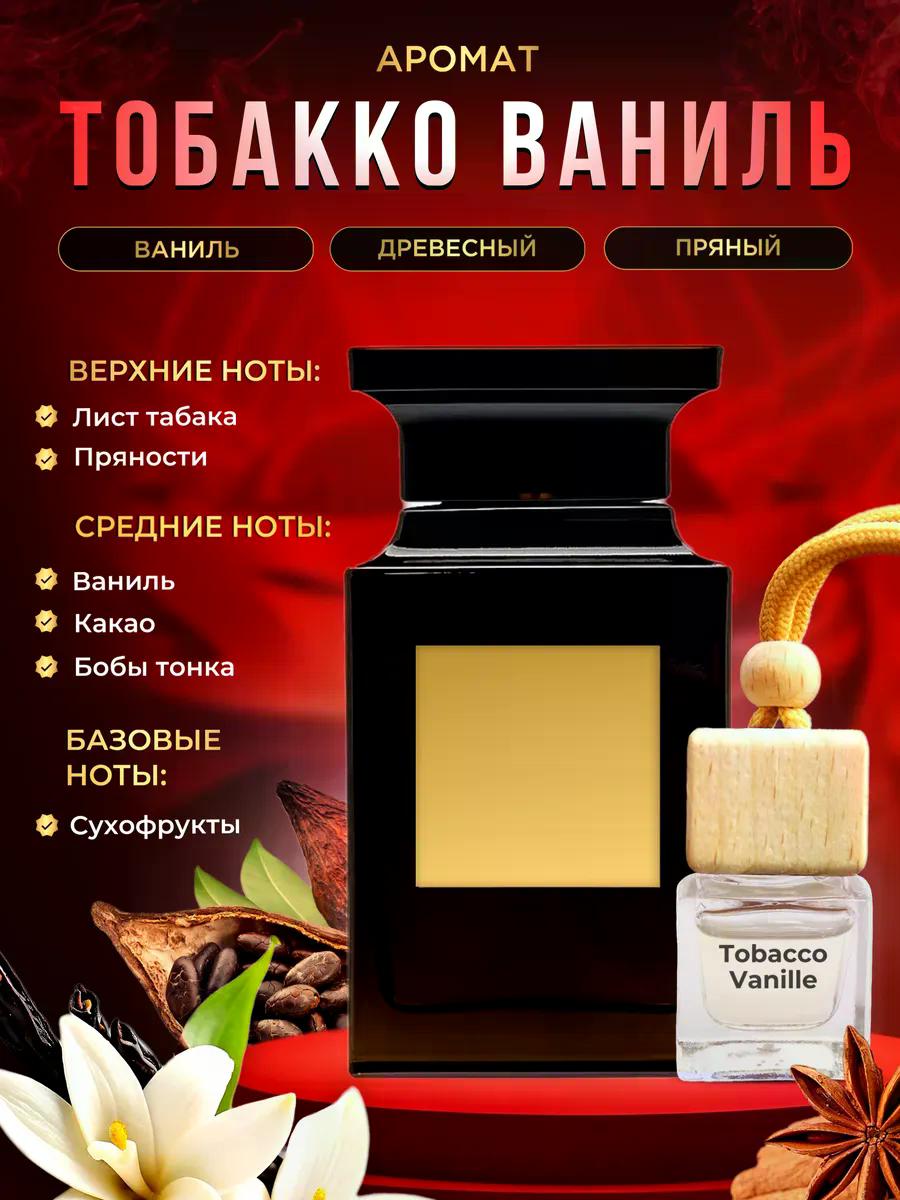 АРОМАТ
ТОБАККО ВАНИЛЬ
ВАНИЛЬ
ДРЕВЕСНЫЙ
ПРЯНЫЙ
ВЕРХНИЕ НОТЫ:
Лист табака
Пряности
СРЕДНИЕ НОТЫ:
Ваниль
Какао
Бобы тонка
БАЗОВЫЕ
НОТЫ:
Сухофрукты
Tobacco
Vanille